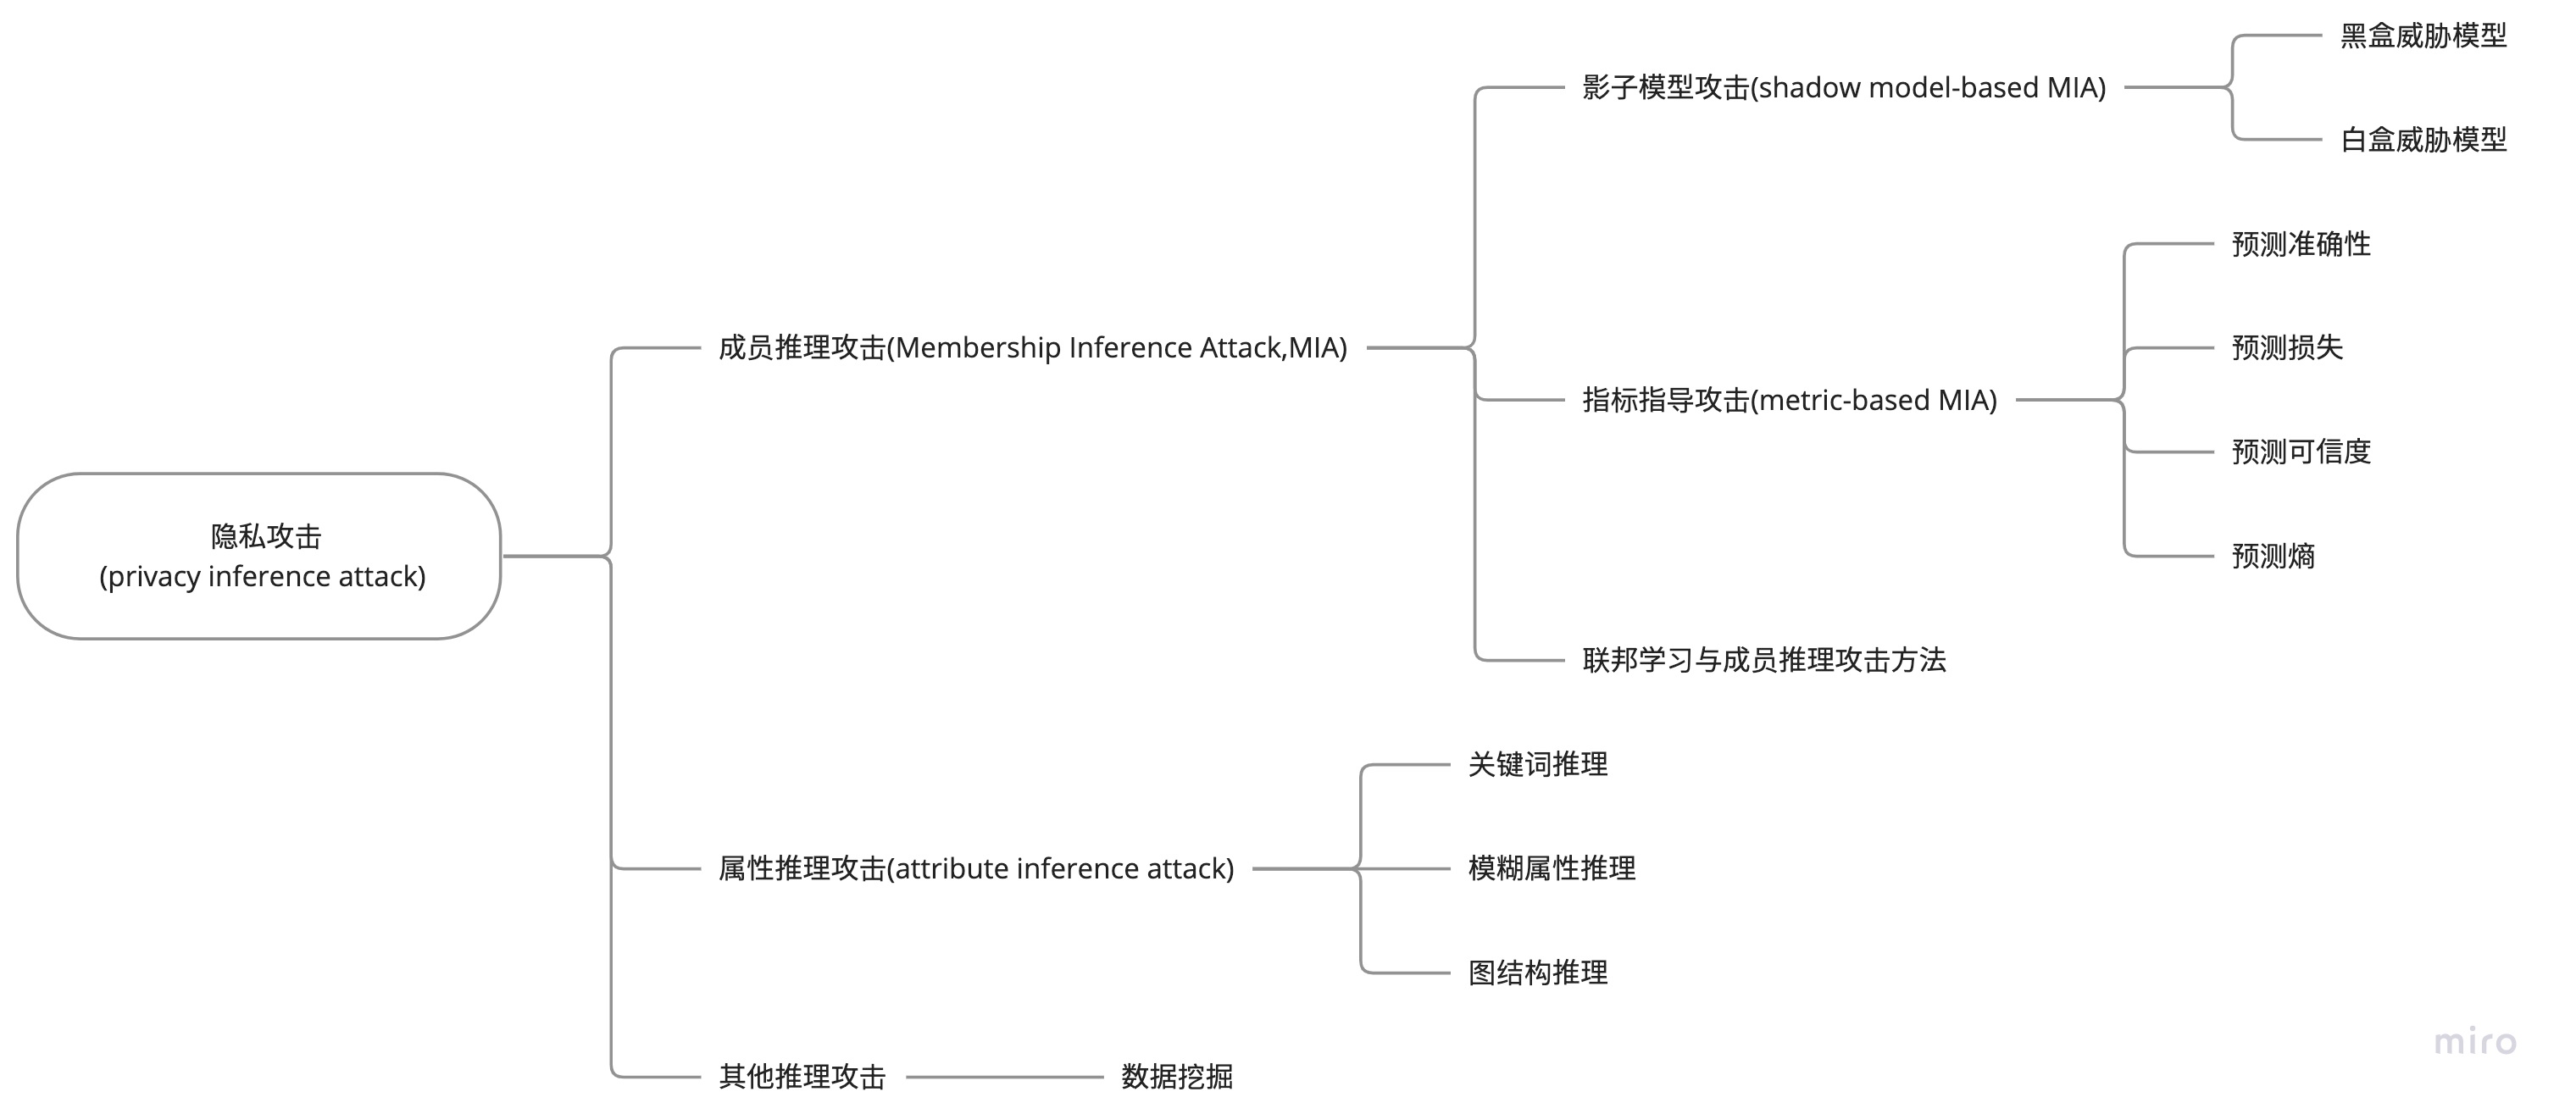 隐私攻击
(privacy inference attack)
成员推理攻击(Membership Inference Attack,MIA)
影子模型攻击(shadow model-based MIA)
黑盒威胁模型
白盒威胁模型
指标指导攻击(metric-based MIA)
预测准确性
预测损失
预测可信度
预测熵
联邦学习与成员推理攻击方法
属性推理攻击(attribute inference attack)
关键词推理
模糊属性推理
图结构推理
其他推理攻击
数据挖掘
miro